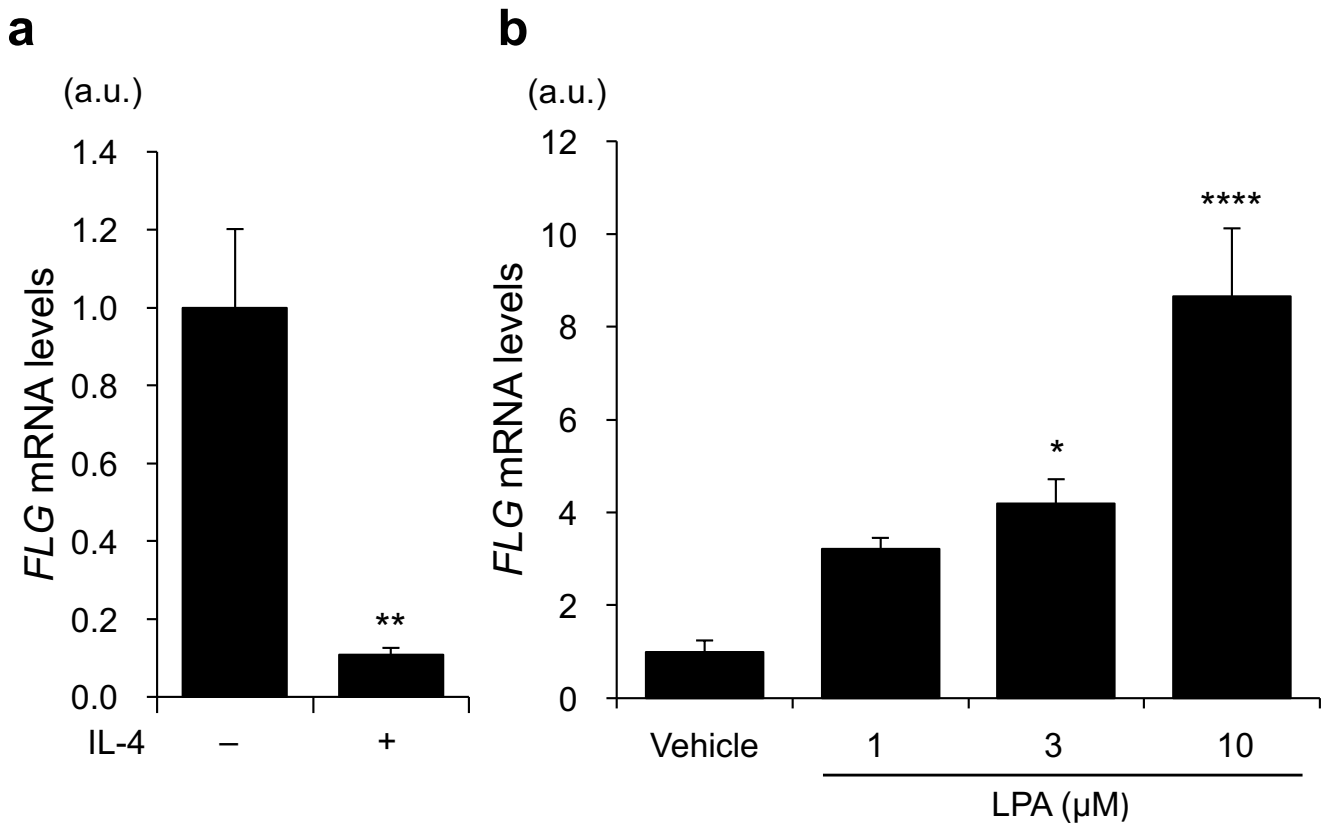 a
(a.u.)
FLG mRNA levels
1.4
1.2
1.0
0.8
0.6
0.4
0.2
0.0
**
IL-4 – +
b
(a.u.)
FLG mRNA levels
12
10
8
6
4
2
0
*
****
Vehicle 1 3 10
LPA (μM)